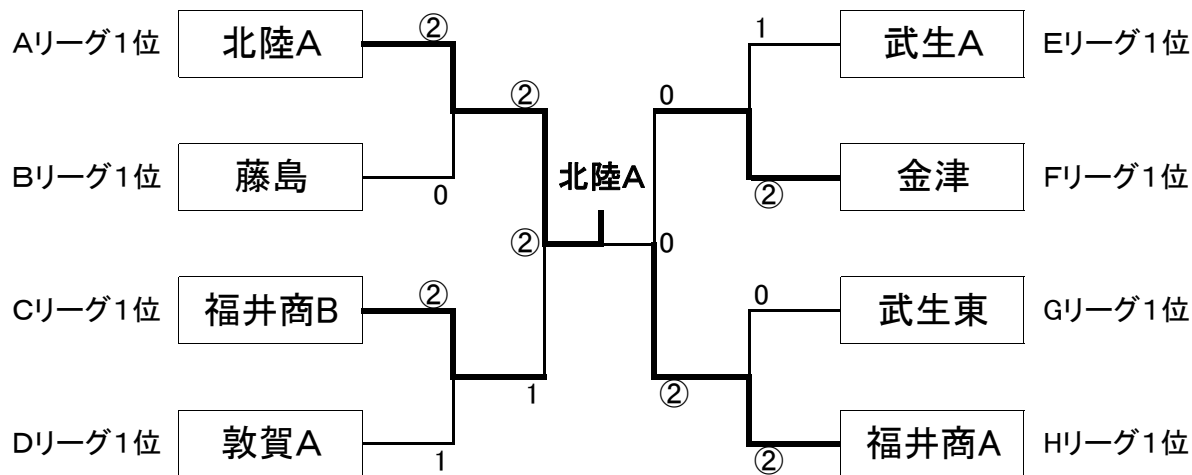 Aリーグ1位 北陸A ② 1 武生A Eリーグ1位
② 0
Bリーグ1位 藤島 0 北陸A ② 金津 Fリーグ1位
② 0
Cリーグ1位 福井商B ② 0 武生東 Gリーグ1位
1 ②
Dリーグ1位 敦賀A 1 ② 福井商A Hリーグ1位